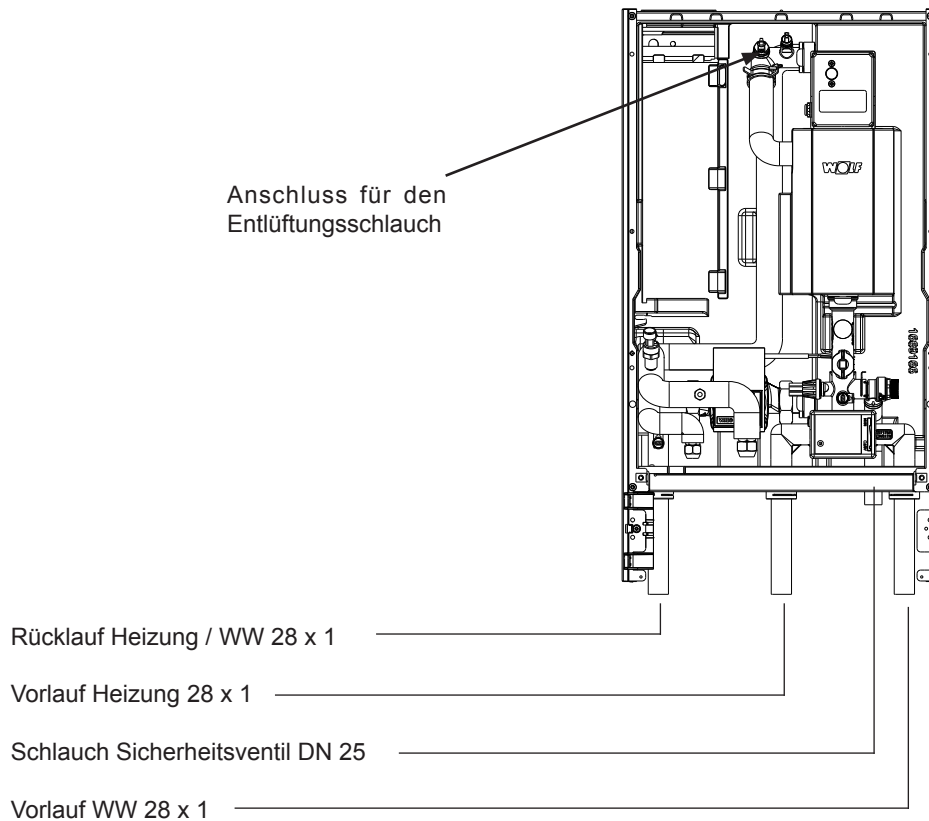 WOLF
Anschluss für den
Entlüftungsschlauch
1669166
Rücklauf Heizung / WW 28 x 1
Vorlauf Heizung 28 x 1
Schlauch Sicherheitsventil DN 25
Vorlauf WW 28 x 1